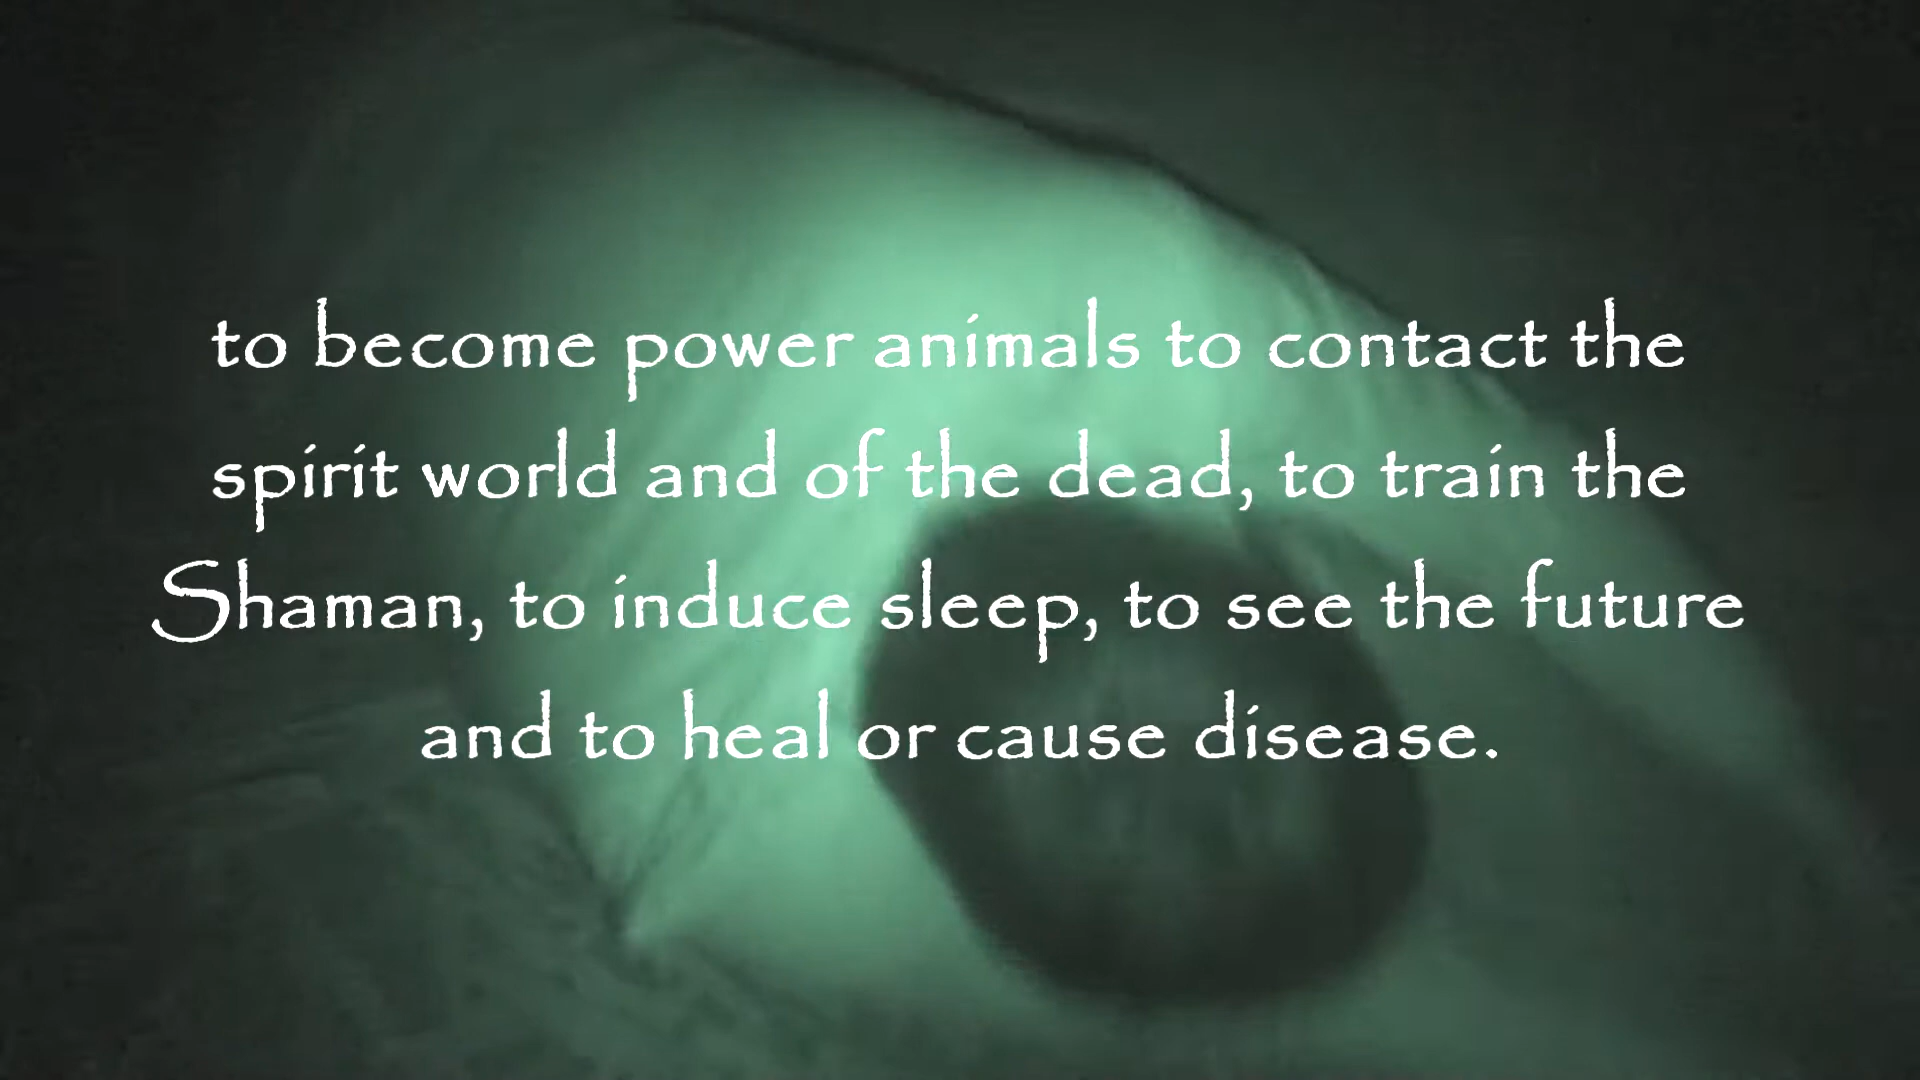 to become power animals to contact the
spirit world and of the dead, to train the
Shaman, to induce sleep, to see the future
and to heal or cause disease.